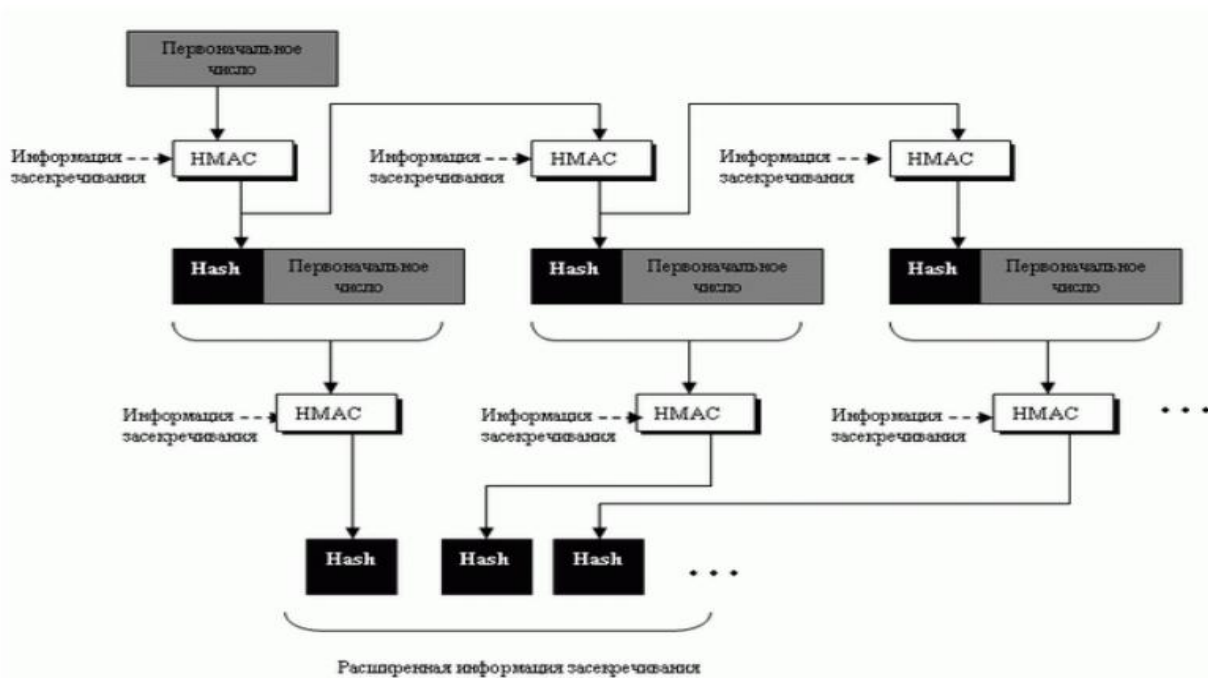 Первоначальное
число
Информация
засекречивания
HMAC
Информация
засекречивания
HMAC
Информация
засекречивания
HMAC
Hash
Первоначальное
число
Hash
Первоначальное
число
Hash
Первоначальное
число
Информация
засекречивания
HMAC
Информация
засекречивания
HMAC
Информация
засекречивания
HMAC
...
Hash
Hash
Hash
...
Расширенная информация засекречивания